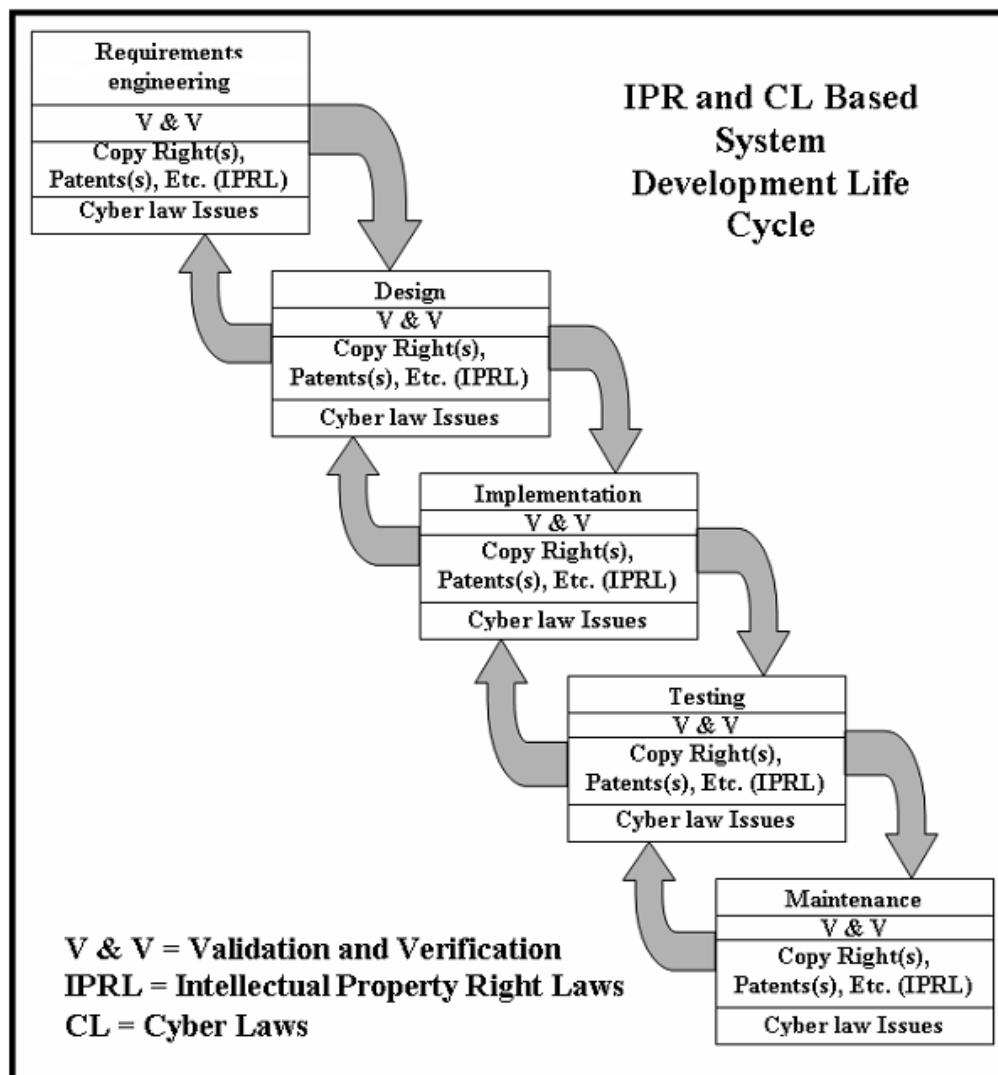 Requirements
engineering
V & V
Copy Right(s),
Patents(s), Etc. (IPRL)
Cyber law Issues
IPR and CL Based
System
Development Life
Cycle
Design
V & V
Copy Right(s),
Patents(s), Etc. (IPRL)
Cyber law Issues
Implementation
V & V
Copy Right(s),
Patents(s), Etc. (IPRL)
Cyber law Issues
Testing
V & V
Copy Right(s),
Patents(s), Etc. (IPRL)
Cyber law Issues
Maintenance
V & V
Copy Right(s),
Patents(s), Etc. (IPRL)
Cyber law Issues
V & V = Validation and Verification
IPRL = Intellectual Property Right Laws
CL = Cyber Laws